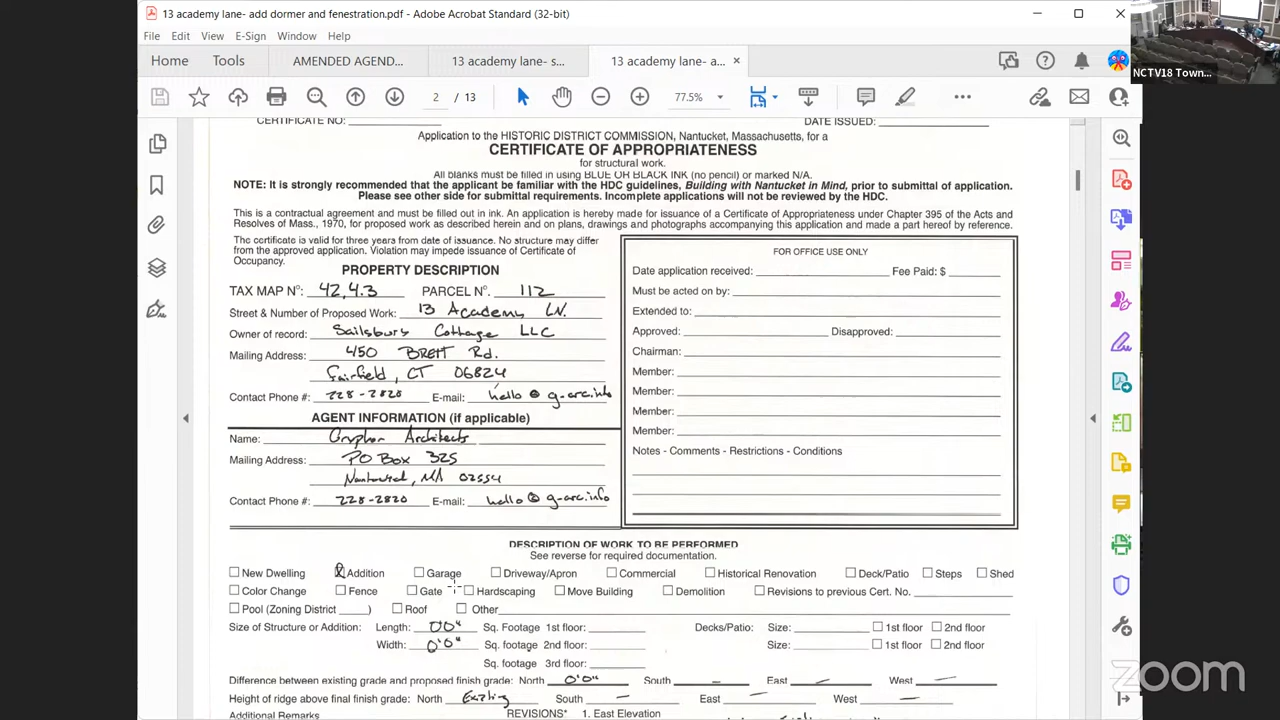 13 academy lane- add dormer and fenestration.pdf - Adobe Acrobat Standard (32-bit)
File Edit View E-Sign Window Help
Home Tools AMENDED AGEND... 13 academy lane- s... 13 academy lane- a... ×
2 / 13 77.5%
NCTV18 Town...
CERTIFICATE NO: DATE ISSUED:
Application to the HISTORIC DISTRICT COMMISSION, Nantucket, Massachusetts, for a
CERTIFICATE OF APPROPRIATENESS
for structural work.
All blanks must be filled in using BLUE OR BLACK INK (no pencil) or marked N/A.
NOTE: It is strongly recommended that the applicant be familiar with the HDC guidelines, Building with Nantucket in Mind, prior to submittal of application.
Please see other side for submittal requirements. Incomplete applications will not be reviewed by the HDC.
This is a contractual agreement and must be filled out in ink. An application is hereby made for issuance of a Certificate of Appropriateness under Chapter 395 of the Acts and
Resolves of Mass., 1970, for proposed work as described herein and on plans, drawings and photographs accompanying this application and made a part hereof by reference.
The certificate is valid for three years from date of issuance. No structure may differ
from the approved application. Violation may impede issuance of Certificate of
Occupancy.
PROPERTY DESCRIPTION
TAX MAP N°: 42,4.3 PARCEL N°. 112
Street & Number of Proposed Work: 13 Academy LN.
Owner of record: Sailsbury Cottage LLC
Mailing Address: 450 BRETT Rd.
Fairfield, CT 06824
Contact Phone #: 228-2820 E-mail: hello@g-arc.info
AGENT INFORMATION (if applicable)
Name: Gryphon Architects
Mailing Address: PO Box 325
Nantucket, MA 02554
Contact Phone #: 228-2820 E-mail: hello@g-arc.info
FOR OFFICE USE ONLY
Date application received: Fee Paid: $
Must be acted on by:
Extended to:
Approved: Disapproved:
Chairman:
Member:
Member:
Member:
Member:
Notes - Comments - Restrictions - Conditions
DESCRIPTION OF WORK TO BE PERFORMED
See reverse for required documentation.
New Dwelling Addition Garage Driveway/Apron Commercial Historical Renovation Deck/Patio Steps Shed
Color Change Fence Gate Hardscaping Move Building Demolition Revisions to previous Cert. No.
Pool (Zoning District ) Roof Other
Size of Structure or Addition: Length: 0'0" Sq. Footage 1st floor: Decks/Patio: Size: 1st floor 2nd floor
Width: 0'0" Sq. footage 2nd floor: Size: 1st floor 2nd floor
Sq. footage 3rd floor:
Difference between existing grade and proposed finish grade: North 0'0" South – East – West –
Height of ridge above final finish grade: North Existing South – East – West –
Additional Remarks
REVISIONS* 1. East Elevation
zoom